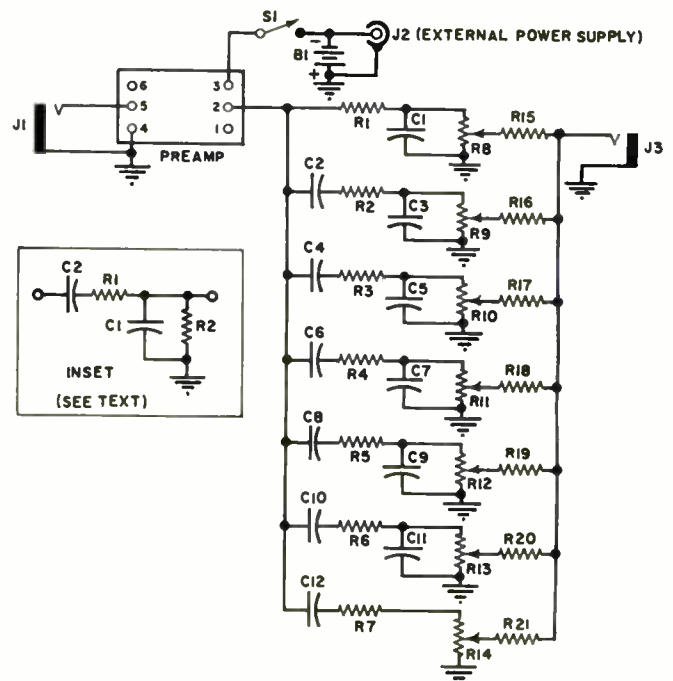 S1
J2 (EXTERNAL POWER SUPPLY)
-
B1
+
6
3
5
2
4
1
J1
PREAMP
R1
C1
R8
R15
J3
C2
R2
C3
R9
R16
C4
R3
C5
R10
R17
C6
R4
C7
R11
R18
C8
R5
C9
R12
R19
C10
R6
C11
R13
R20
C12
R7
R14
R21
C2
R1
C1
R2
INSET
(SEE TEXT)